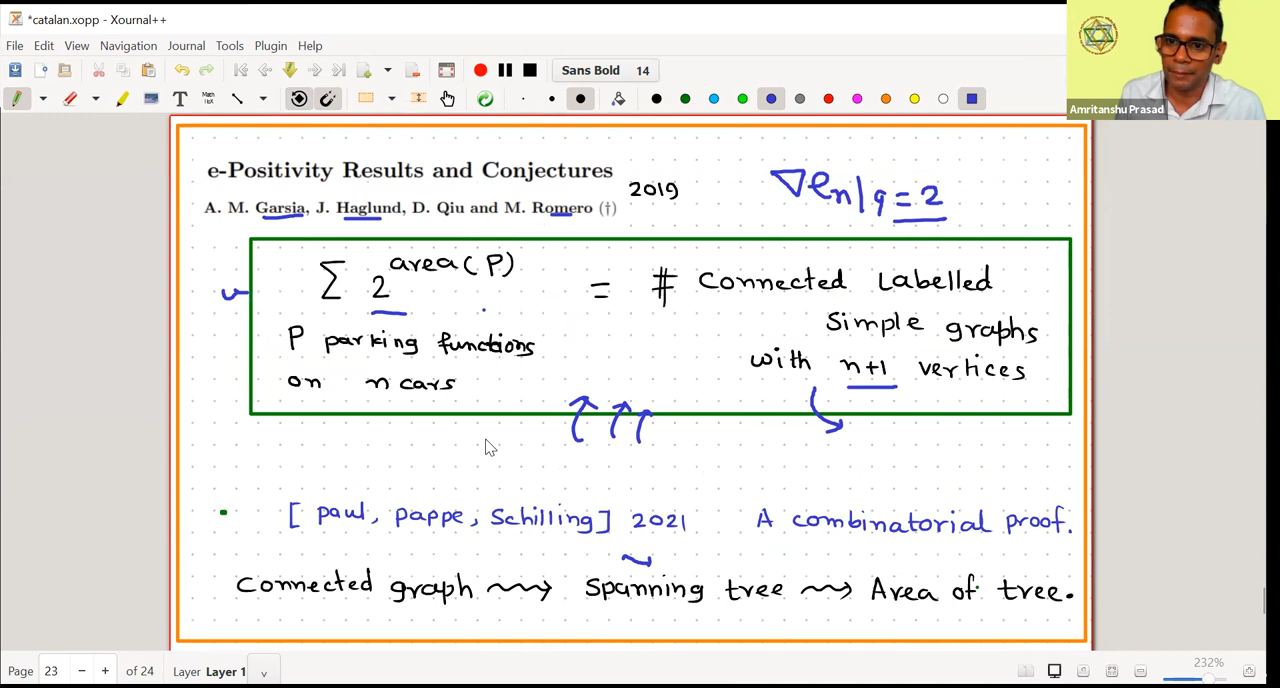 *catalan.xopp - Xournal++
File Edit View Navigation Journal Tools Plugin Help
Sans Bold 14
Amritanshu Prasad
e-Positivity Results and Conjectures
2019
A. M. Garsia, J. Haglund, D. Qiu and M. Romero (†)
∇en|q=2
Σ 2^area(P) = # Connected Labelled
Simple graphs
P parking functions
with n+1 vertices
on n cars
[ paul, pappe, Schilling ] 2021 A combinatorial proof.
Connected graph ⇝ Spanning tree ⇝ Area of tree.
Page 23 − + of 24 Layer Layer 1
232%